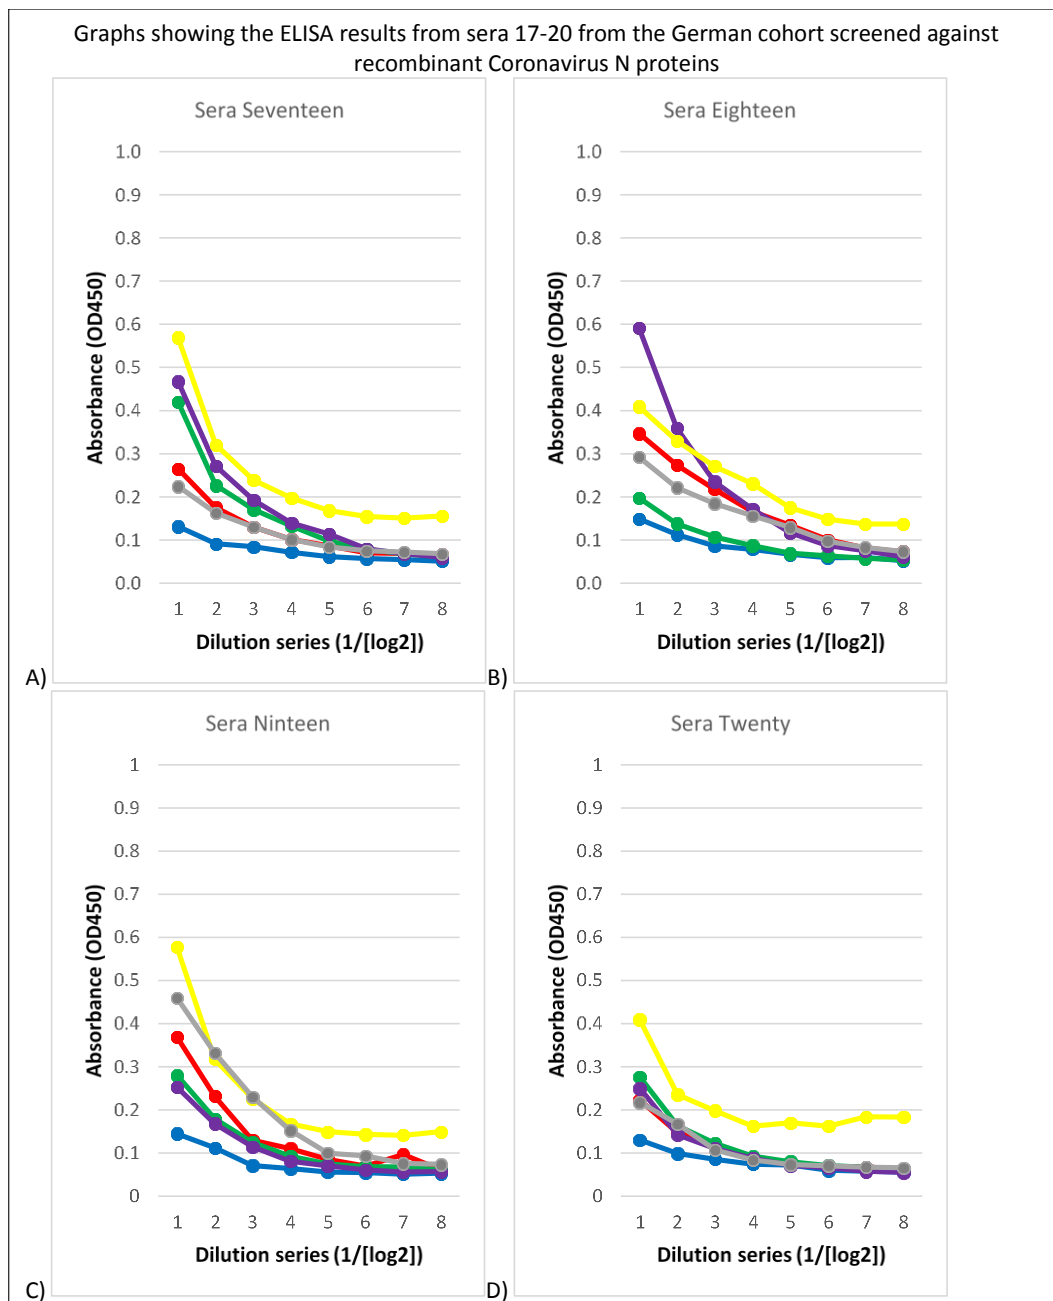 Graphs showing the ELISA results from sera 17-20 from the German cohort screened against
recombinant Coronavirus N proteins
Sera Seventeen
1.0
0.9
0.8
0.7
0.6
0.5
0.4
0.3
0.2
0.1
0.0
Absorbance (OD450)
1 2 3 4 5 6 7 8
Dilution series (1/[log2])
A)
Sera Eighteen
1.0
0.9
0.8
0.7
0.6
0.5
0.4
0.3
0.2
0.1
0.0
Absorbance (OD450)
1 2 3 4 5 6 7 8
Dilution series (1/[log2])
B)
Sera Ninteen
1
0.9
0.8
0.7
0.6
0.5
0.4
0.3
0.2
0.1
0
Absorbance (OD450)
1 2 3 4 5 6 7 8
Dilution series (1/[log2])
C)
Sera Twenty
1
0.9
0.8
0.7
0.6
0.5
0.4
0.3
0.2
0.1
0
Absorbance (OD450)
1 2 3 4 5 6 7 8
Dilution series (1/[log2])
D)